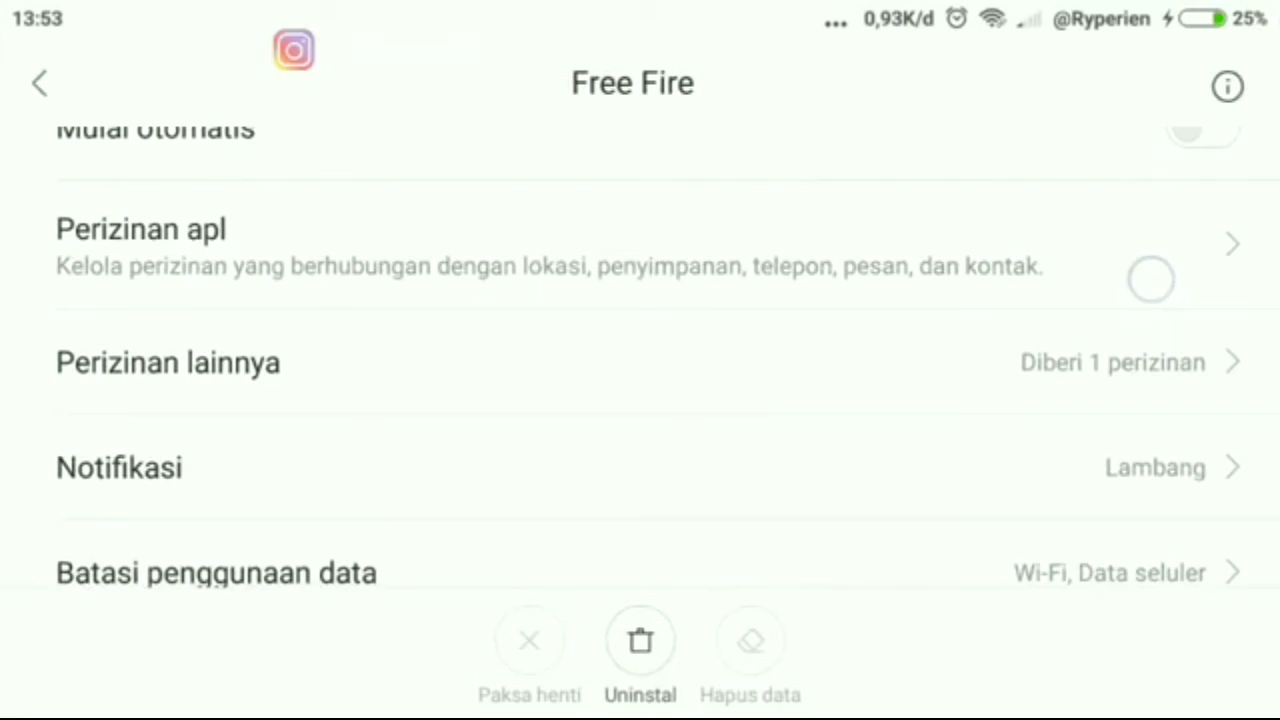 13:53
... 0,93K/d @Ryperien 25%
Free Fire
Mulai otomatis
Perizinan apl
Kelola perizinan yang berhubungan dengan lokasi, penyimpanan, telepon, pesan, dan kontak.
Perizinan lainnya
Diberi 1 perizinan
Notifikasi
Lambang
Batasi penggunaan data
Wi-Fi, Data seluler
Paksa henti
Uninstal
Hapus data